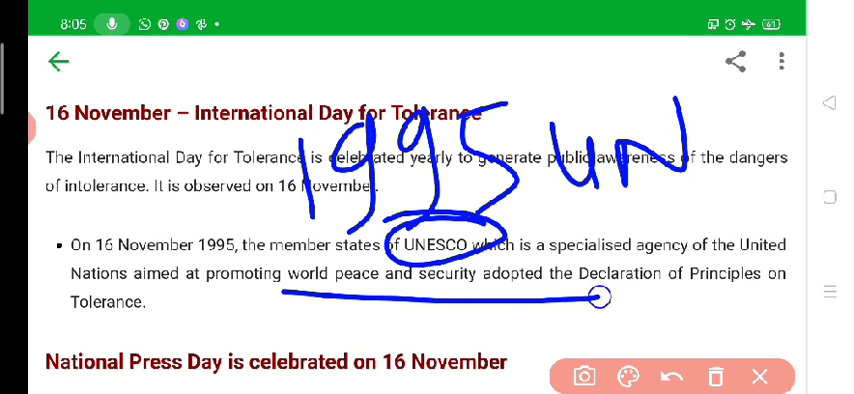 8:05
61
16 November – International Day for Tolerance
1995 UN
The International Day for Tolerance is celebrated yearly to generate public awareness of the dangers
of intolerance. It is observed on 16 November.
On 16 November 1995, the member states of UNESCO which is a specialised agency of the United
Nations aimed at promoting world peace and security adopted the Declaration of Principles on
Tolerance.
National Press Day is celebrated on 16 November